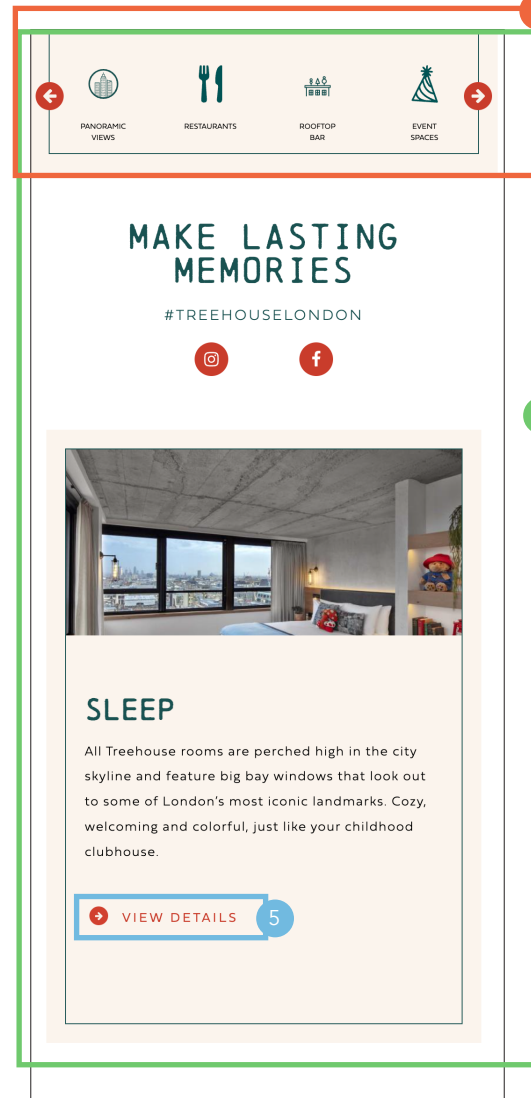 PANORAMIC
VIEWS
RESTAURANTS
ROOFTOP
BAR
EVENT
SPACES
MAKE LASTING
MEMORIES
#TREEHOUSELONDON
SLEEP
All Treehouse rooms are perched high in the city
skyline and feature big bay windows that look out
to some of London's most iconic landmarks. Cozy,
welcoming and colorful, just like your childhood
clubhouse.
VIEW DETAILS 5